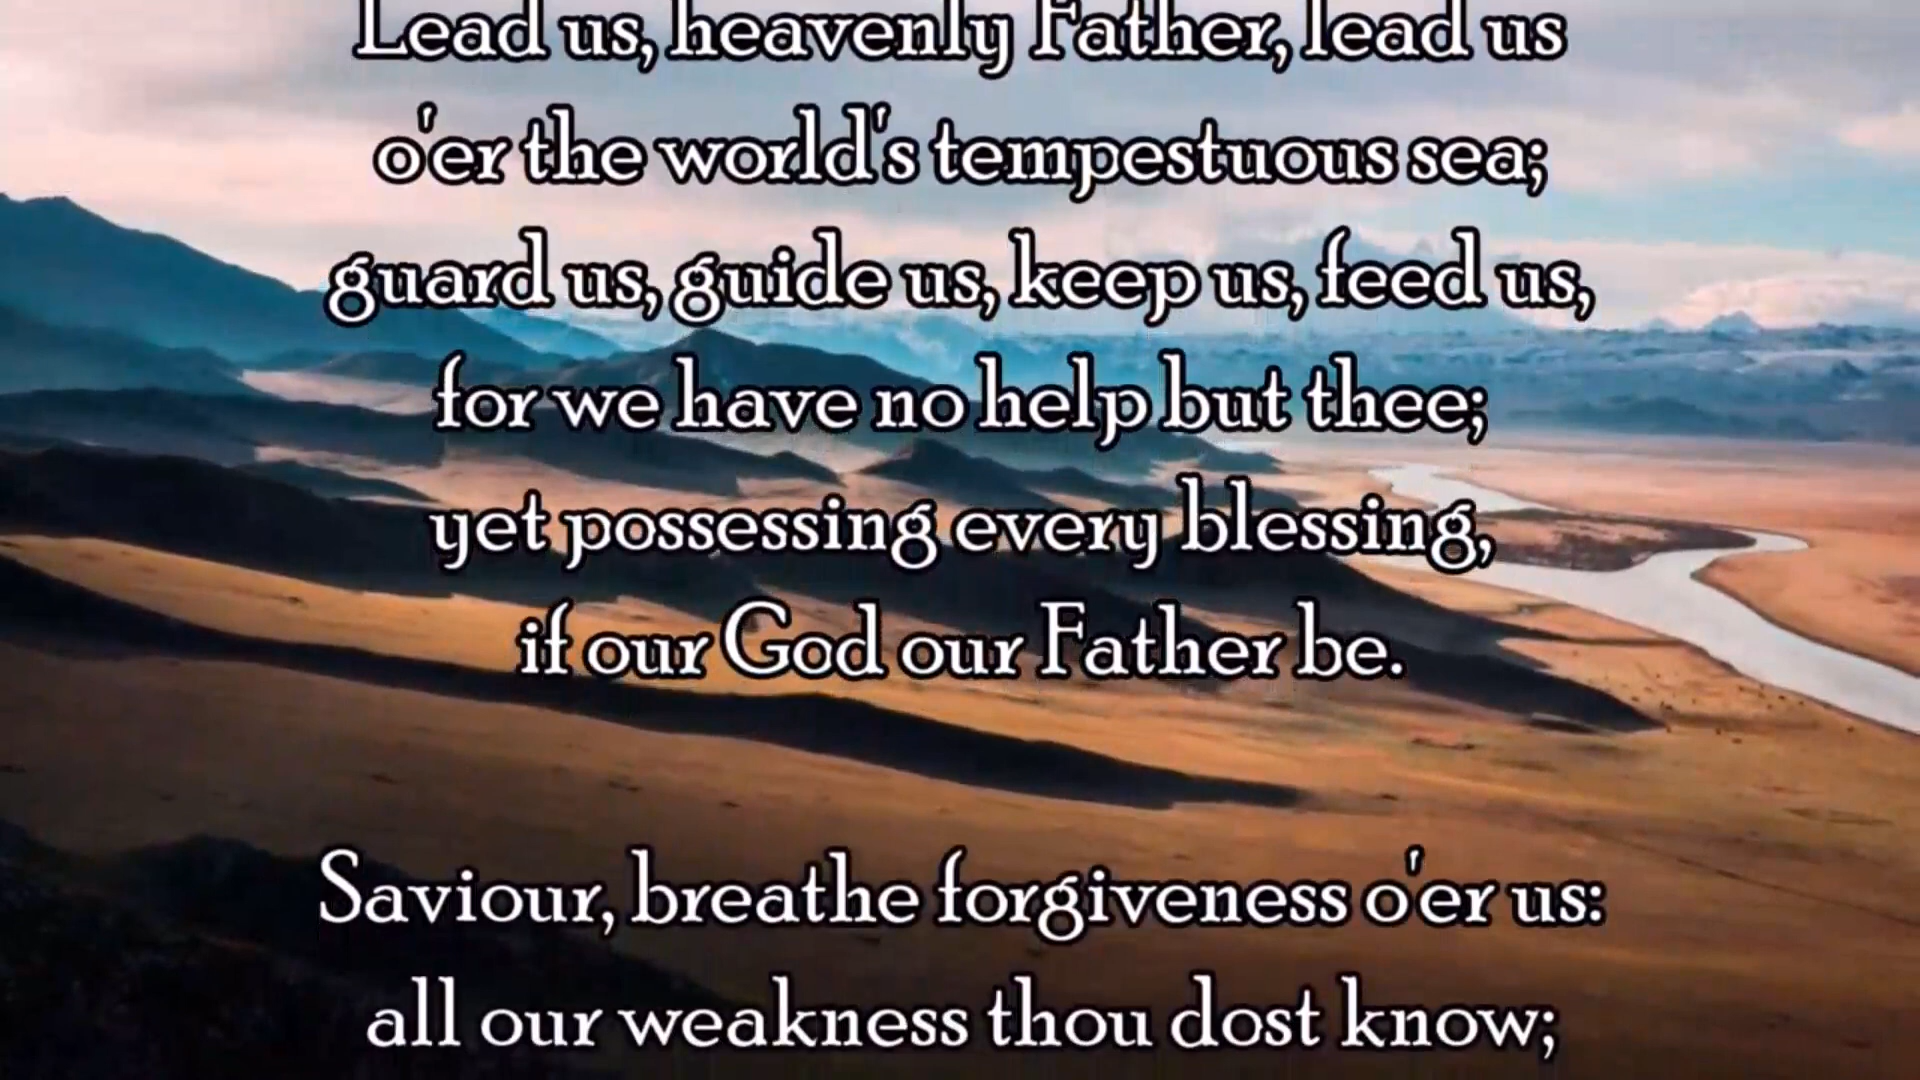 Lead us, heavenly Father, lead us
o'er the world's tempestuous sea;
guard us, guide us, keep us, feed us,
for we have no help but thee;
yet possessing every blessing,
if our God our Father be.
Saviour, breathe forgiveness o'er us:
all our weakness thou dost know;